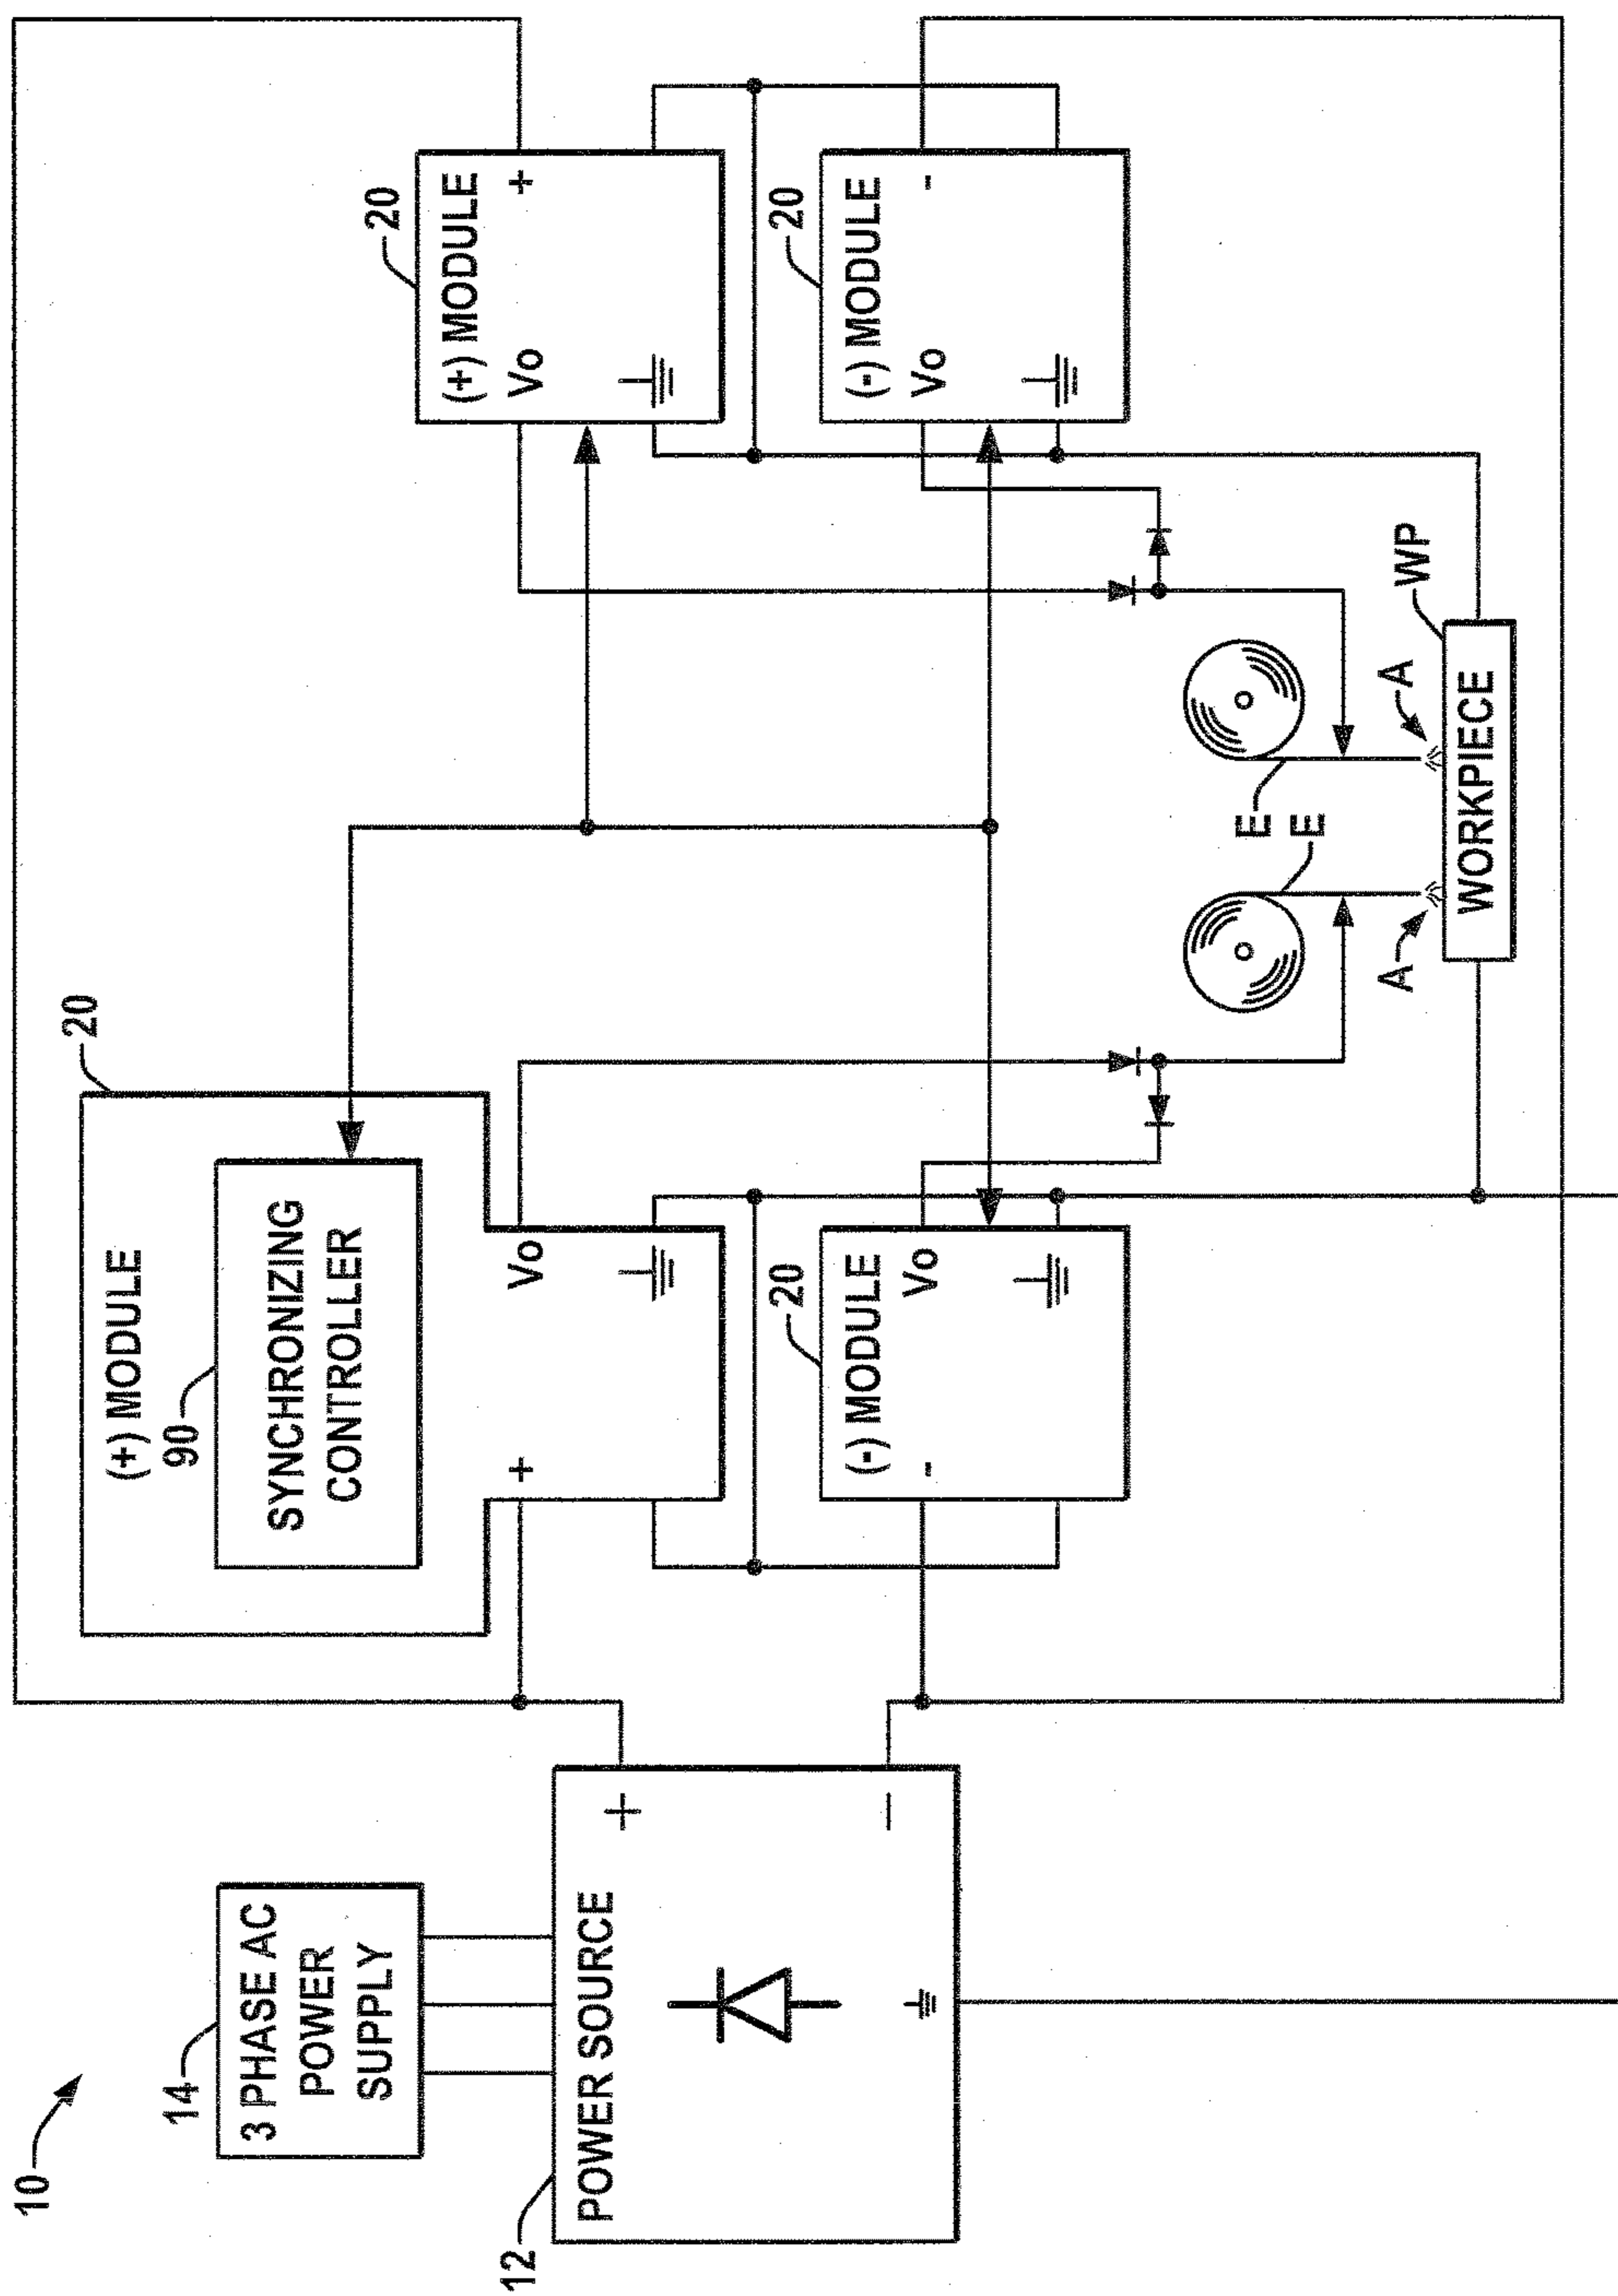 10
14
3 PHASE AC
POWER
SUPPLY
12
POWER SOURCE
+
—
20
(+) MODULE
90
SYNCHRONIZING
CONTROLLER
+
Vo
20
(-) MODULE
-
Vo
20
(+) MODULE
Vo
+
20
(-) MODULE
Vo
-
E
E
A
A
WP
WORKPIECE